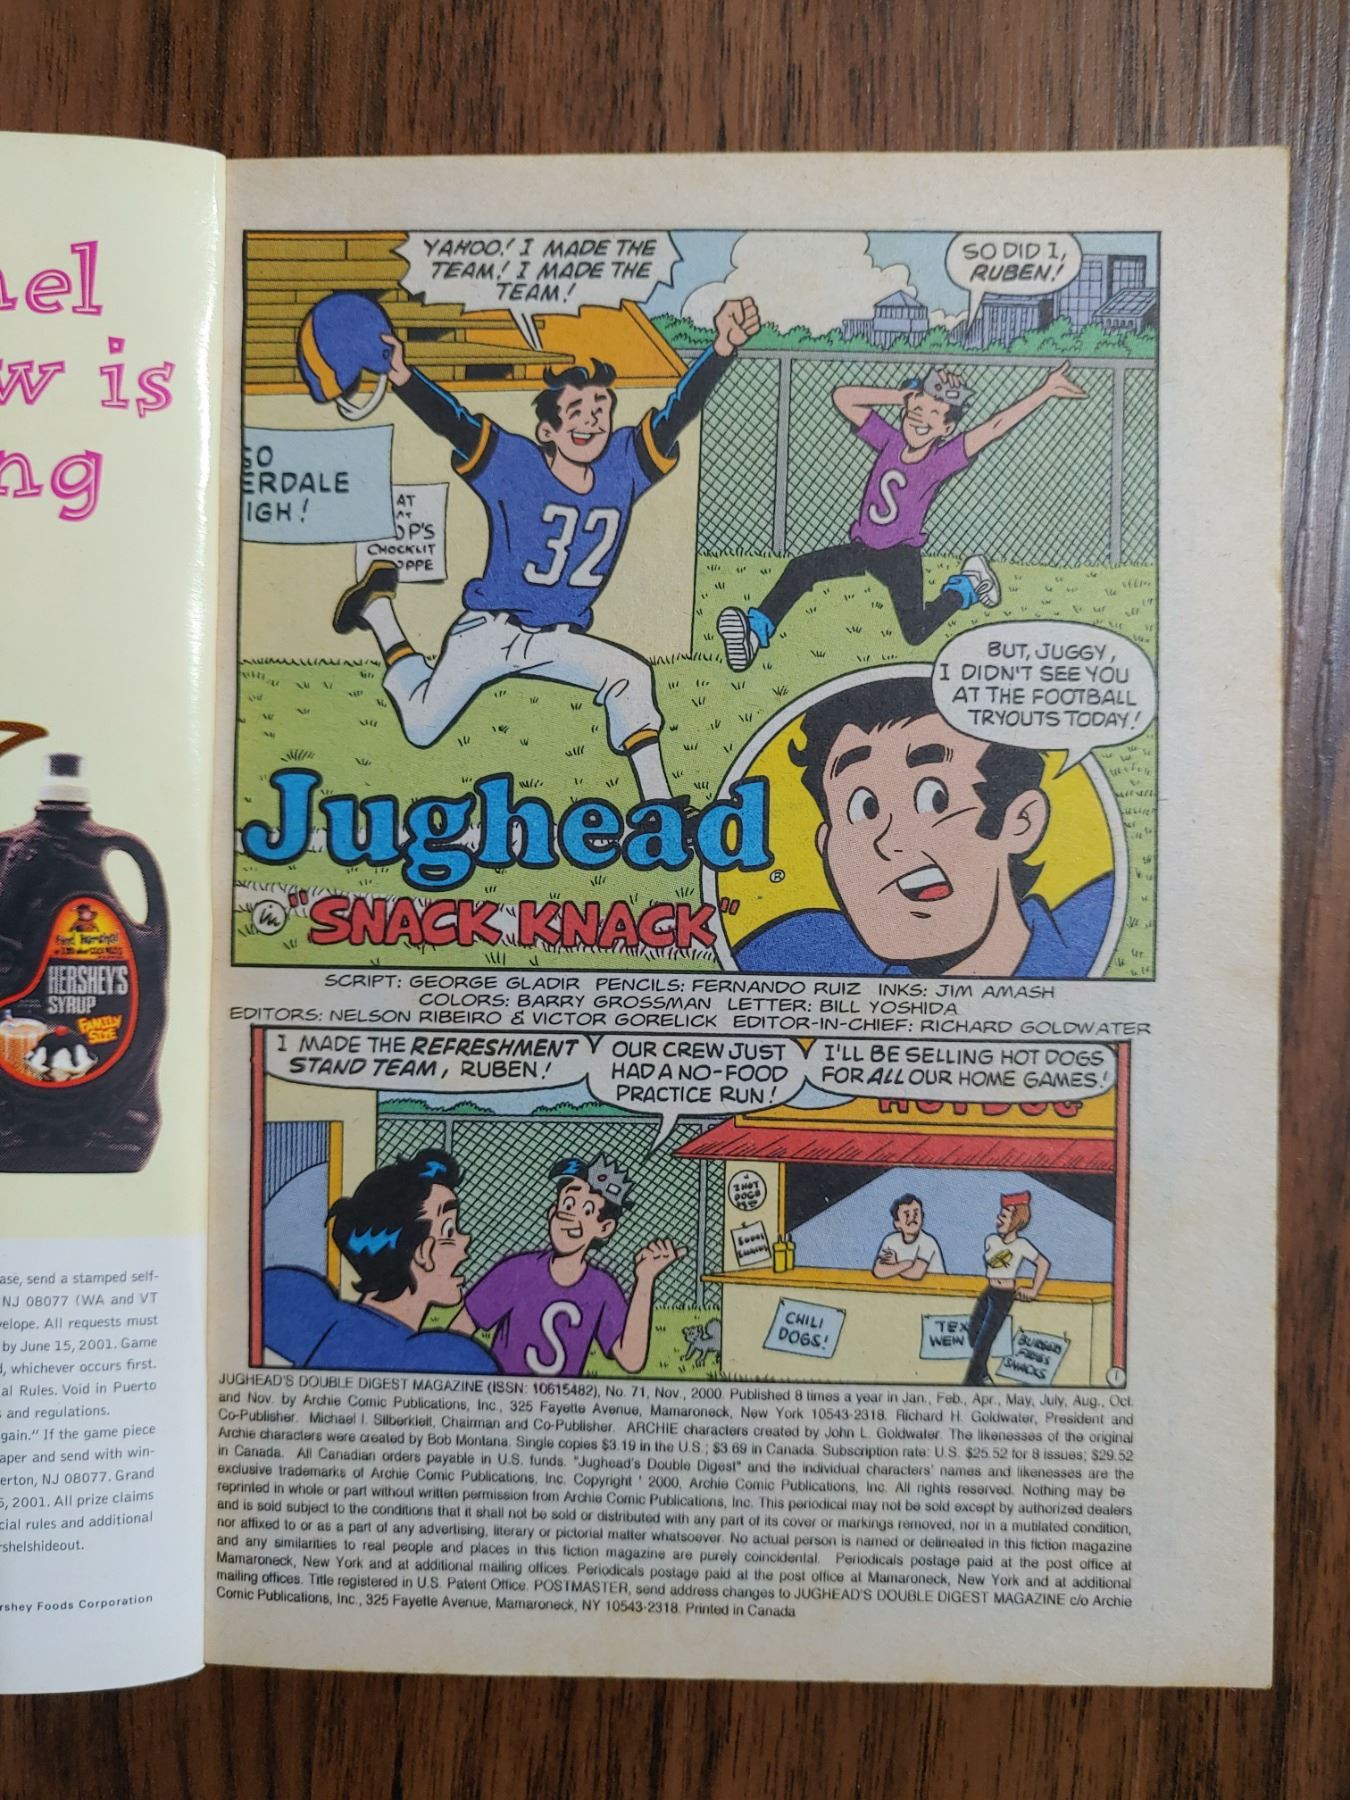 nel
w is
ng
HERSHEY'S
SYRUP
FAMILY
SIZE
ase, send a stamped self-
NJ 08077 (WA and VT
velope. All requests must
by June 15, 2001. Game
d, whichever occurs first.
al Rules. Void in Puerto
s and regulations.
gain." If the game piece
aper and send with win-
erton, NJ 08077. Grand
5, 2001. All prize claims
cial rules and additional
rshelshideout.
rshey Foods Corporation
YAHOO! I MADE THE
TEAM! I MADE THE
TEAM!
SO DID I,
RUBEN!
GO
ERDALE
IGH!
AT
OP'S
CHOCKLIT
OPPE
32
S
BUT, JUGGY,
I DIDN'T SEE YOU
AT THE FOOTBALL
TRYOUTS TODAY!
Jughead®
in "SNACK KNACK"
SCRIPT: GEORGE GLADIR PENCILS: FERNANDO RUIZ INKS: JIM AMASH
COLORS: BARRY GROSSMAN LETTER: BILL YOSHIDA
EDITORS: NELSON RIBEIRO & VICTOR GORELICK EDITOR-IN-CHIEF: RICHARD GOLDWATER
I MADE THE REFRESHMENT
STAND TEAM, RUBEN!
OUR CREW JUST
HAD A NO-FOOD
PRACTICE RUN!
I'LL BE SELLING HOT DOGS
FOR ALL OUR HOME GAMES!
HOT DOG
2 HOT
DOGS
S
CHILI
DOGS!
TEX
WEIN
BURGER
FRIES
SNACKS
1
JUGHEAD'S DOUBLE DIGEST MAGAZINE (ISSN: 10615482), No. 71, Nov., 2000. Published 8 times a year in Jan., Feb., Apr., May, July, Aug., Oct.
and Nov. by Archie Comic Publications, Inc., 325 Fayette Avenue, Mamaroneck, New York 10543-2318. Richard H. Goldwater, President and
Co-Publisher. Michael I. Silberkleit, Chairman and Co-Publisher. ARCHIE characters created by John L. Goldwater. The likenesses of the original
Archie characters were created by Bob Montana. Single copies $3.19 in the U.S.; $3.69 in Canada. Subscription rate: U.S. $25.52 for 8 issues; $29.52
in Canada. All Canadian orders payable in U.S. funds. "Jughead's Double Digest" and the individual characters' names and likenesses are the
exclusive trademarks of Archie Comic Publications, Inc. Copyright ' 2000, Archie Comic Publications, Inc. All rights reserved. Nothing may be
reprinted in whole or part without written permission from Archie Comic Publications, Inc. This periodical may not be sold except by authorized dealers
and is sold subject to the conditions that it shall not be sold or distributed with any part of its cover or markings removed, nor in a mutilated condition,
nor affixed to or as a part of any advertising, literary or pictorial matter whatsoever. No actual person is named or delineated in this fiction magazine
and any similarities to real people and places in this fiction magazine are purely coincidental. Periodicals postage paid at the post office at
Mamaroneck, New York and at additional mailing offices. Periodicals postage paid at the post office at Mamaroneck, New York and at additional
mailing offices. Title registered in U.S. Patent Office. POSTMASTER, send address changes to JUGHEAD'S DOUBLE DIGEST MAGAZINE c/o Archie
Comic Publications, Inc., 325 Fayette Avenue, Mamaroneck, NY 10543-2318. Printed in Canada